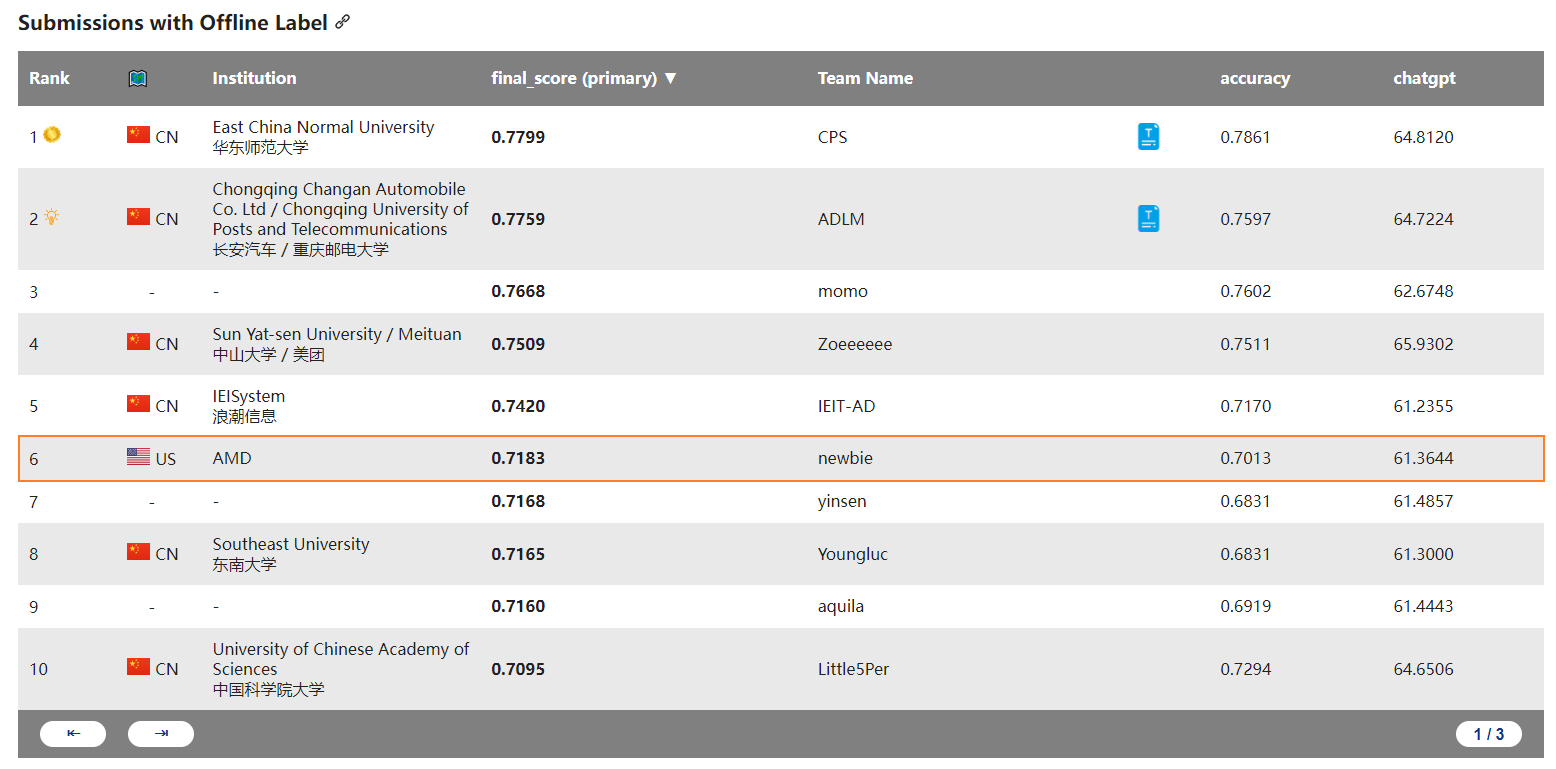 Submissions with Offline Label
Rank Institution final_score (primary) ▼ Team Name accuracy chatgpt
1 CN East China Normal University 0.7799 CPS T 0.7861 64.8120
华东师范大学
2 CN Chongqing Changan Automobile
Co. Ltd / Chongqing University of
Posts and Telecommunications 0.7759 ADLM T 0.7597 64.7224
长安汽车 / 重庆邮电大学
3 - - 0.7668 momo 0.7602 62.6748
4 CN Sun Yat-sen University / Meituan 0.7509 Zoeeeeee 0.7511 65.9302
中山大学 / 美团
5 CN IEISystem 0.7420 IEIT-AD 0.7170 61.2355
浪潮信息
6 US AMD 0.7183 newbie 0.7013 61.3644
7 - - 0.7168 yinsen 0.6831 61.4857
8 CN Southeast University 0.7165 Youngluc 0.6831 61.3000
东南大学
9 - - 0.7160 aquila 0.6919 61.4443
10 CN University of Chinese Academy of
Sciences 0.7095 Little5Per 0.7294 64.6506
中国科学院大学
1 / 3